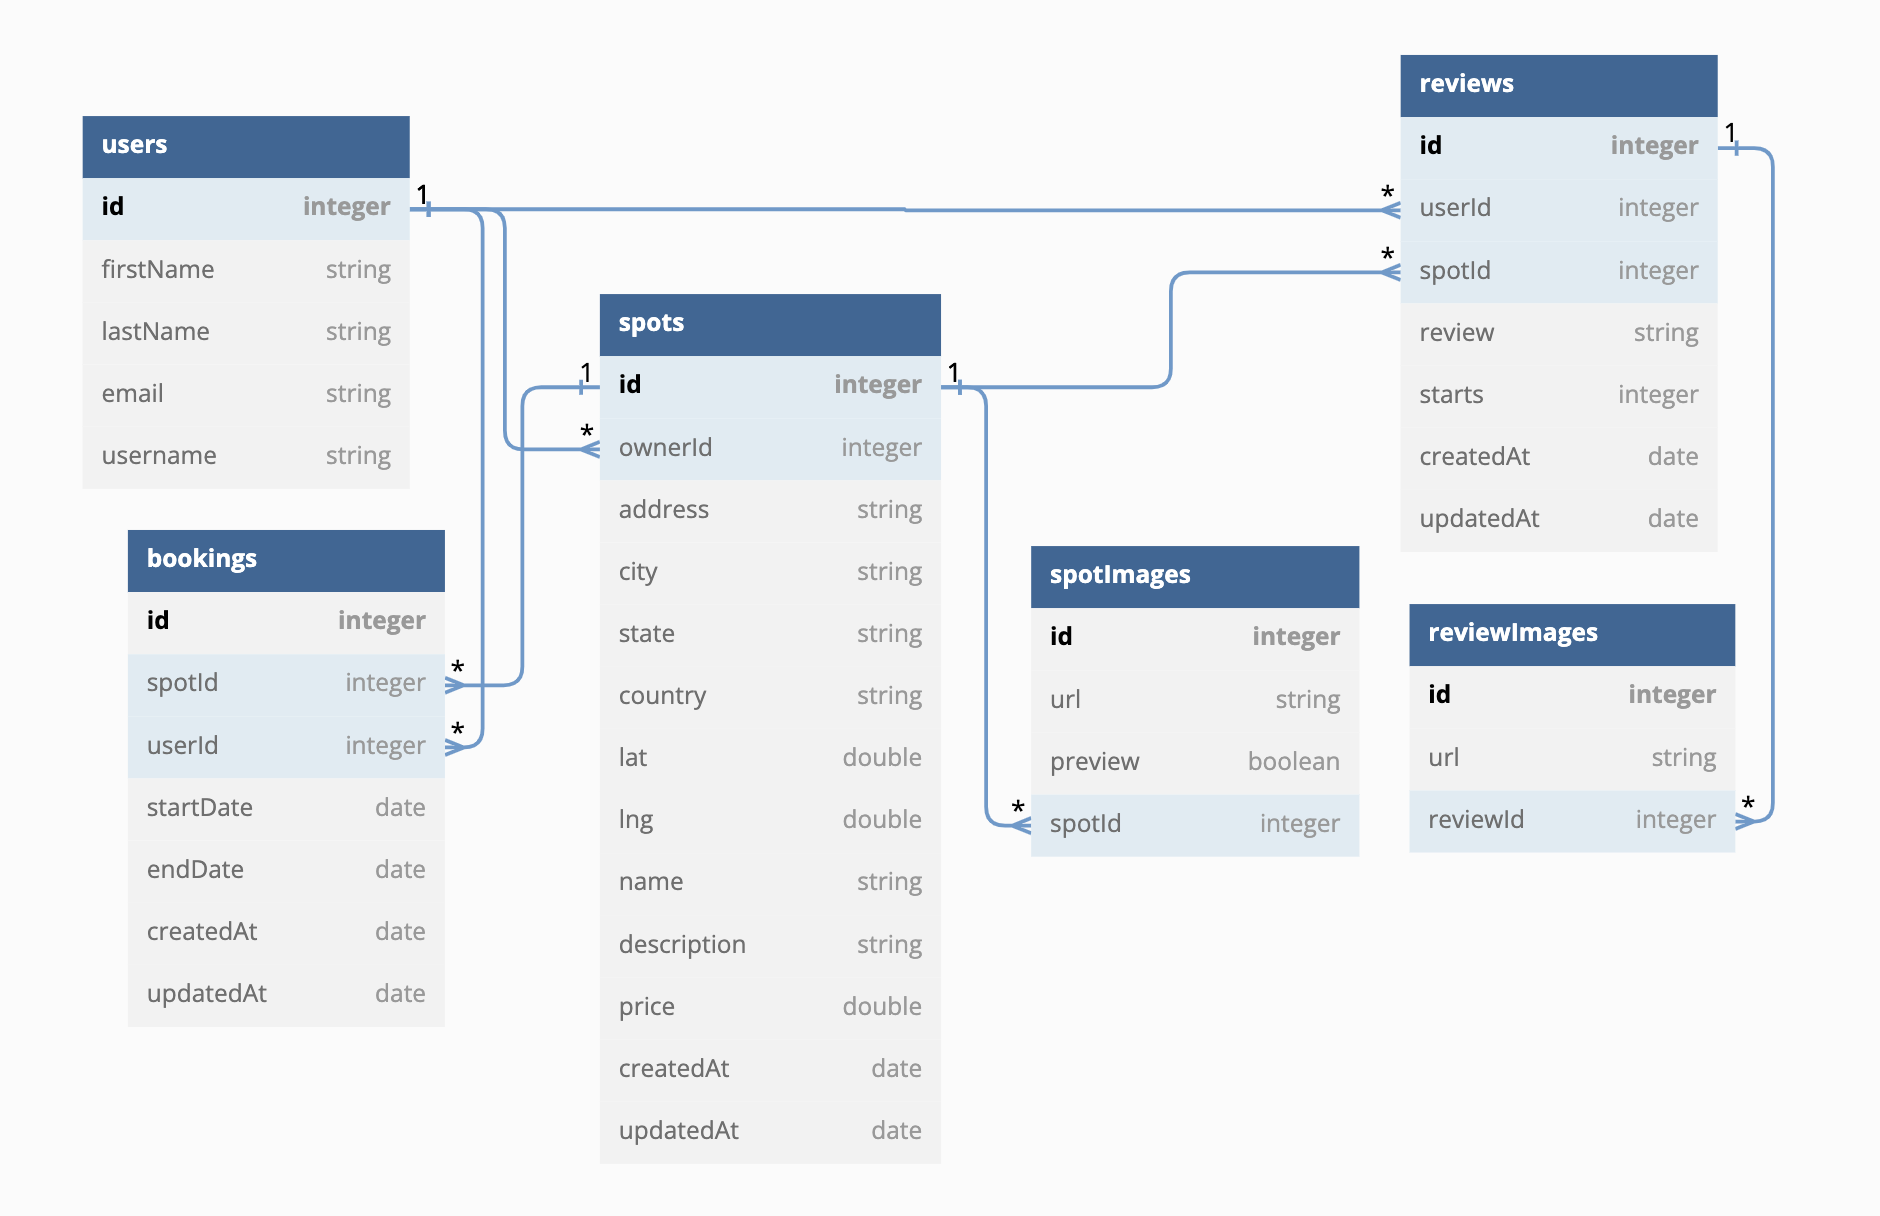 users
id integer
firstName string
lastName string
email string
username string
bookings
id integer
spotId integer
userId integer
startDate date
endDate date
createdAt date
updatedAt date
spots
id integer
ownerId integer
address string
city string
state string
country string
lat double
lng double
name string
description string
price double
createdAt date
updatedAt date
spotImages
id integer
url string
preview boolean
spotId integer
reviews
id integer
userId integer
spotId integer
review string
starts integer
createdAt date
updatedAt date
reviewImages
id integer
url string
reviewId integer
1
*
*
1
*
*
1
*
*
1
*